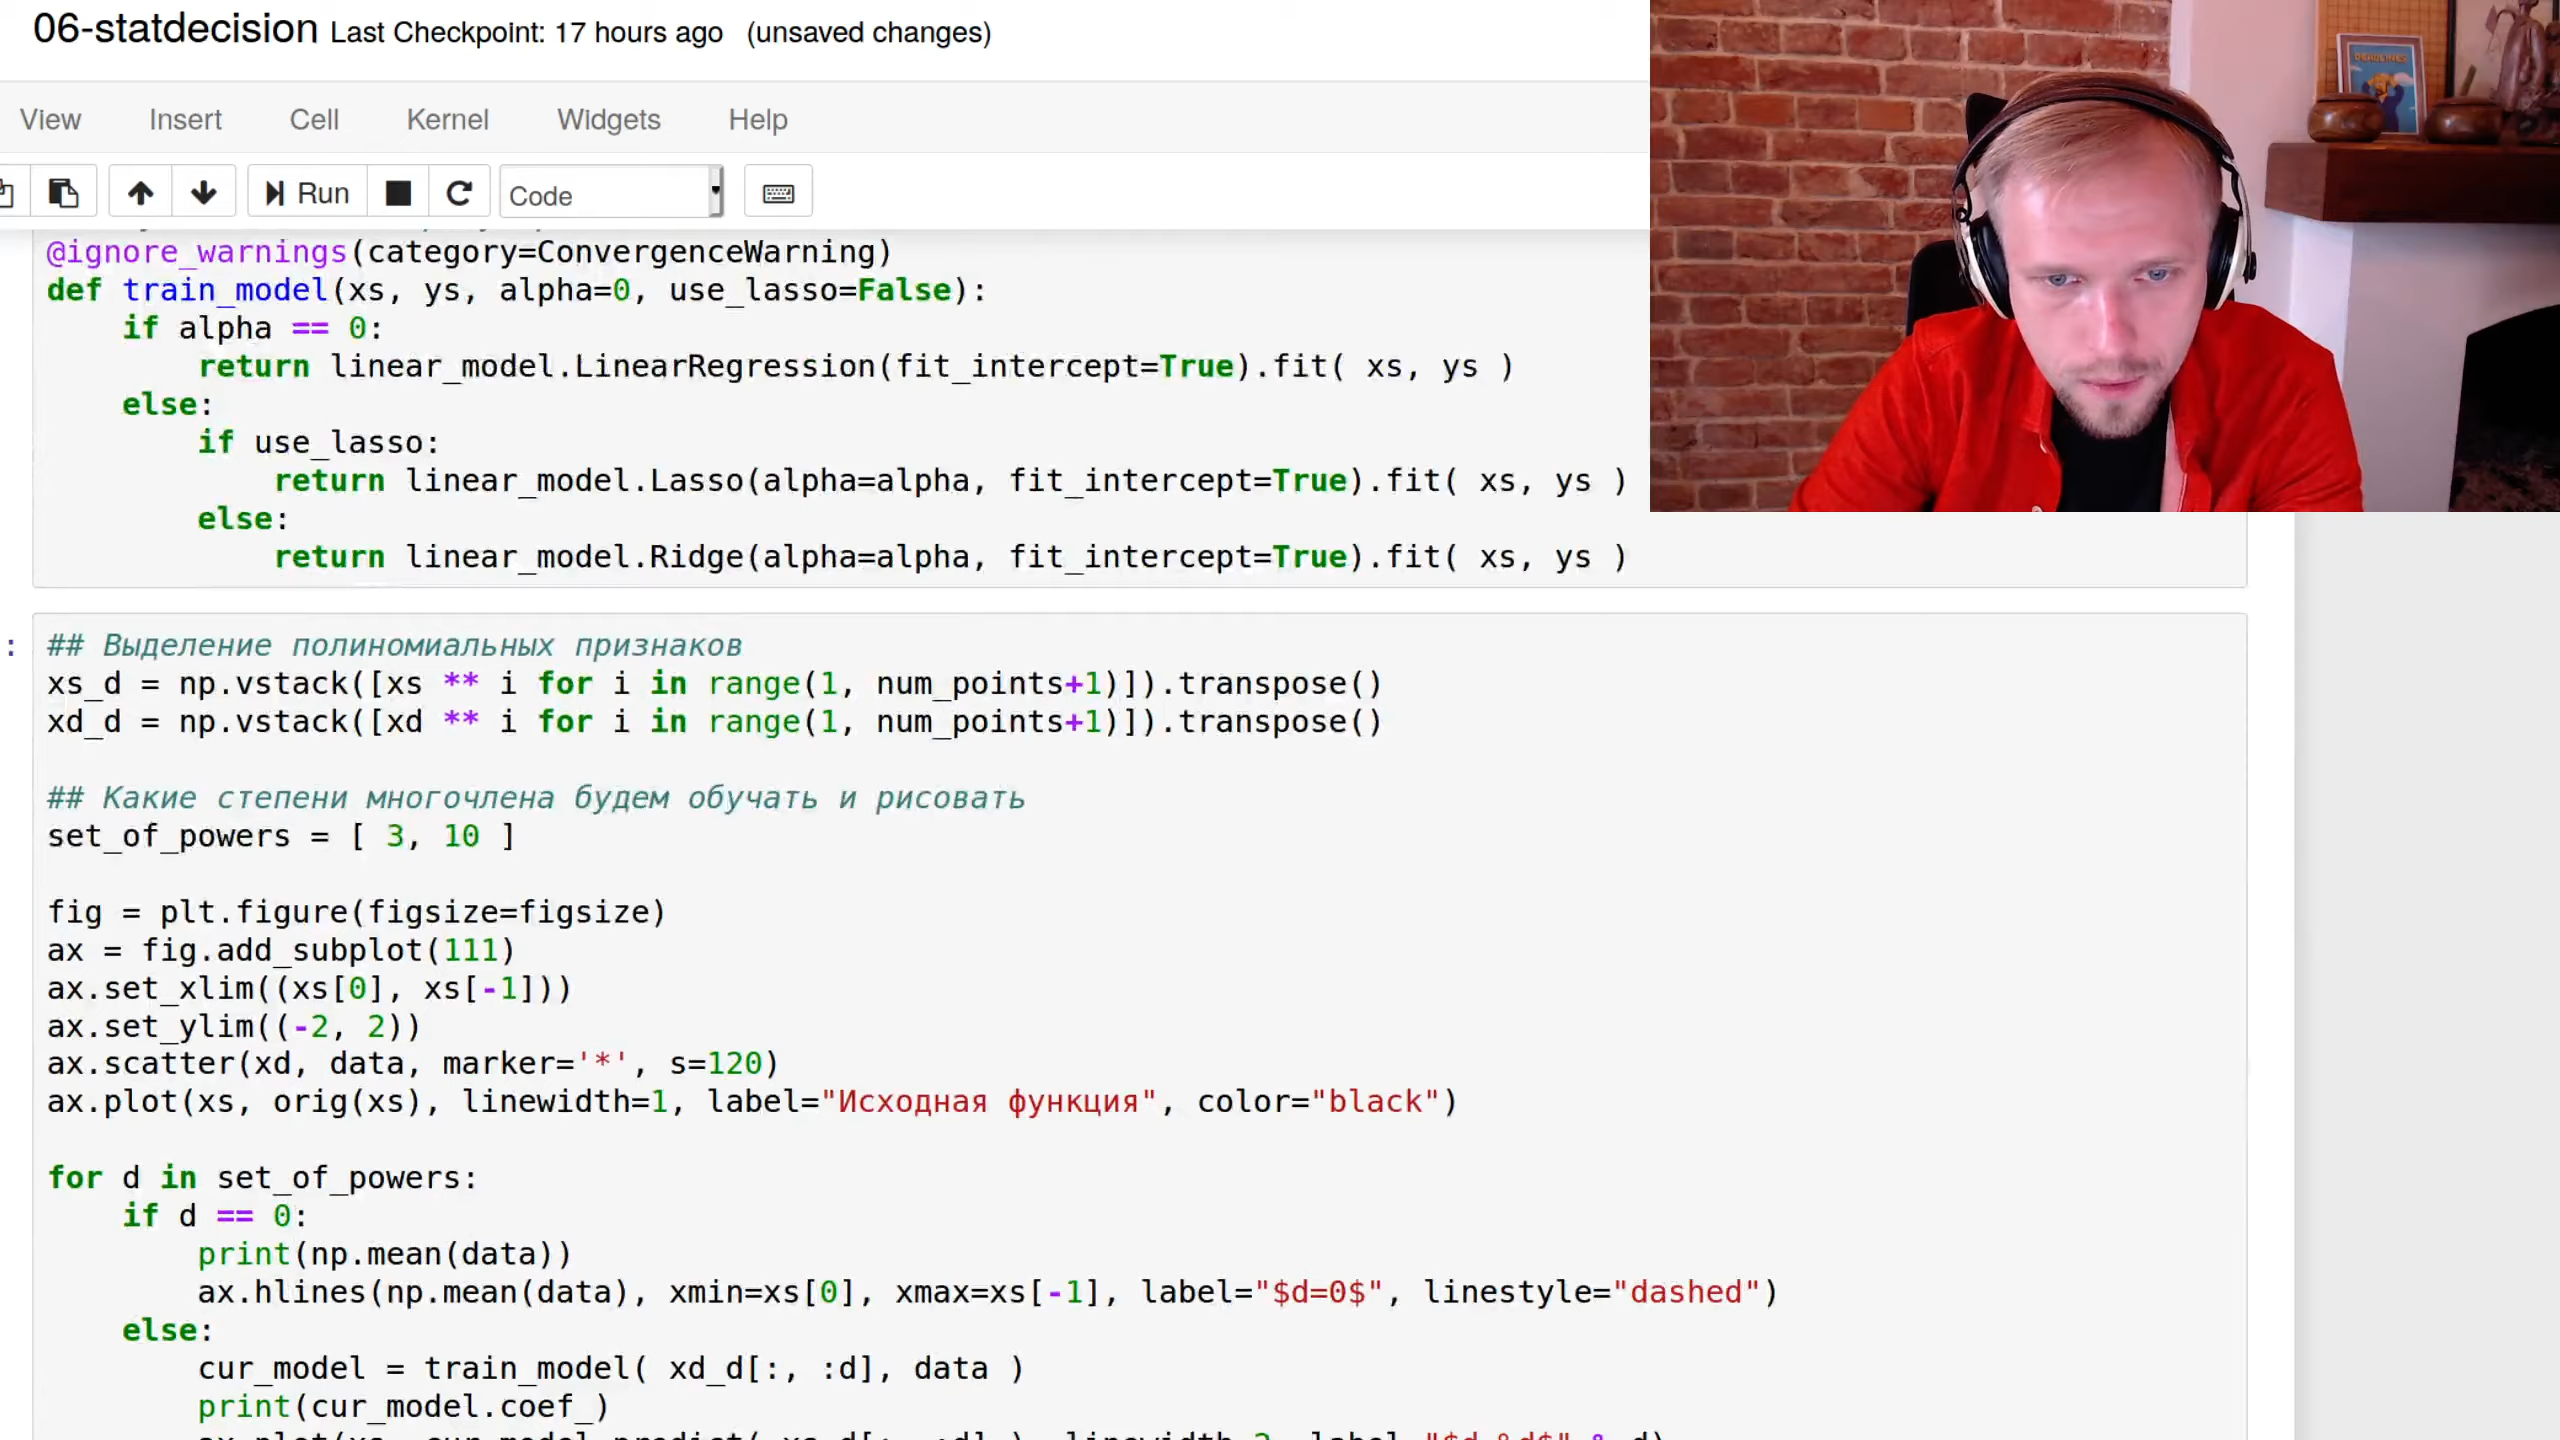 06-statdecision Last Checkpoint: 17 hours ago (unsaved changes)
View Insert Cell Kernel Widgets Help
Run Code
@ignore_warnings(category=ConvergenceWarning)
def train_model(xs, ys, alpha=0, use_lasso=False):
    if alpha == 0:
        return linear_model.LinearRegression(fit_intercept=True).fit( xs, ys )
    else:
        if use_lasso:
            return linear_model.Lasso(alpha=alpha, fit_intercept=True).fit( xs, ys )
        else:
            return linear_model.Ridge(alpha=alpha, fit_intercept=True).fit( xs, ys )
## Выделение полиномиальных признаков
xs_d = np.vstack([xs ** i for i in range(1, num_points+1)]).transpose()
xd_d = np.vstack([xd ** i for i in range(1, num_points+1)]).transpose()
## Какие степени многочлена будем обучать и рисовать
set_of_powers = [ 3, 10 ]
fig = plt.figure(figsize=figsize)
ax = fig.add_subplot(111)
ax.set_xlim((xs[0], xs[-1]))
ax.set_ylim((-2, 2))
ax.scatter(xd, data, marker='*', s=120)
ax.plot(xs, orig(xs), linewidth=1, label="Исходная функция", color="black")
for d in set_of_powers:
    if d == 0:
        print(np.mean(data))
        ax.hlines(np.mean(data), xmin=xs[0], xmax=xs[-1], label="$d=0$", linestyle="dashed")
    else:
        cur_model = train_model( xd_d[:, :d], data )
        print(cur_model.coef_)
DEADLINES